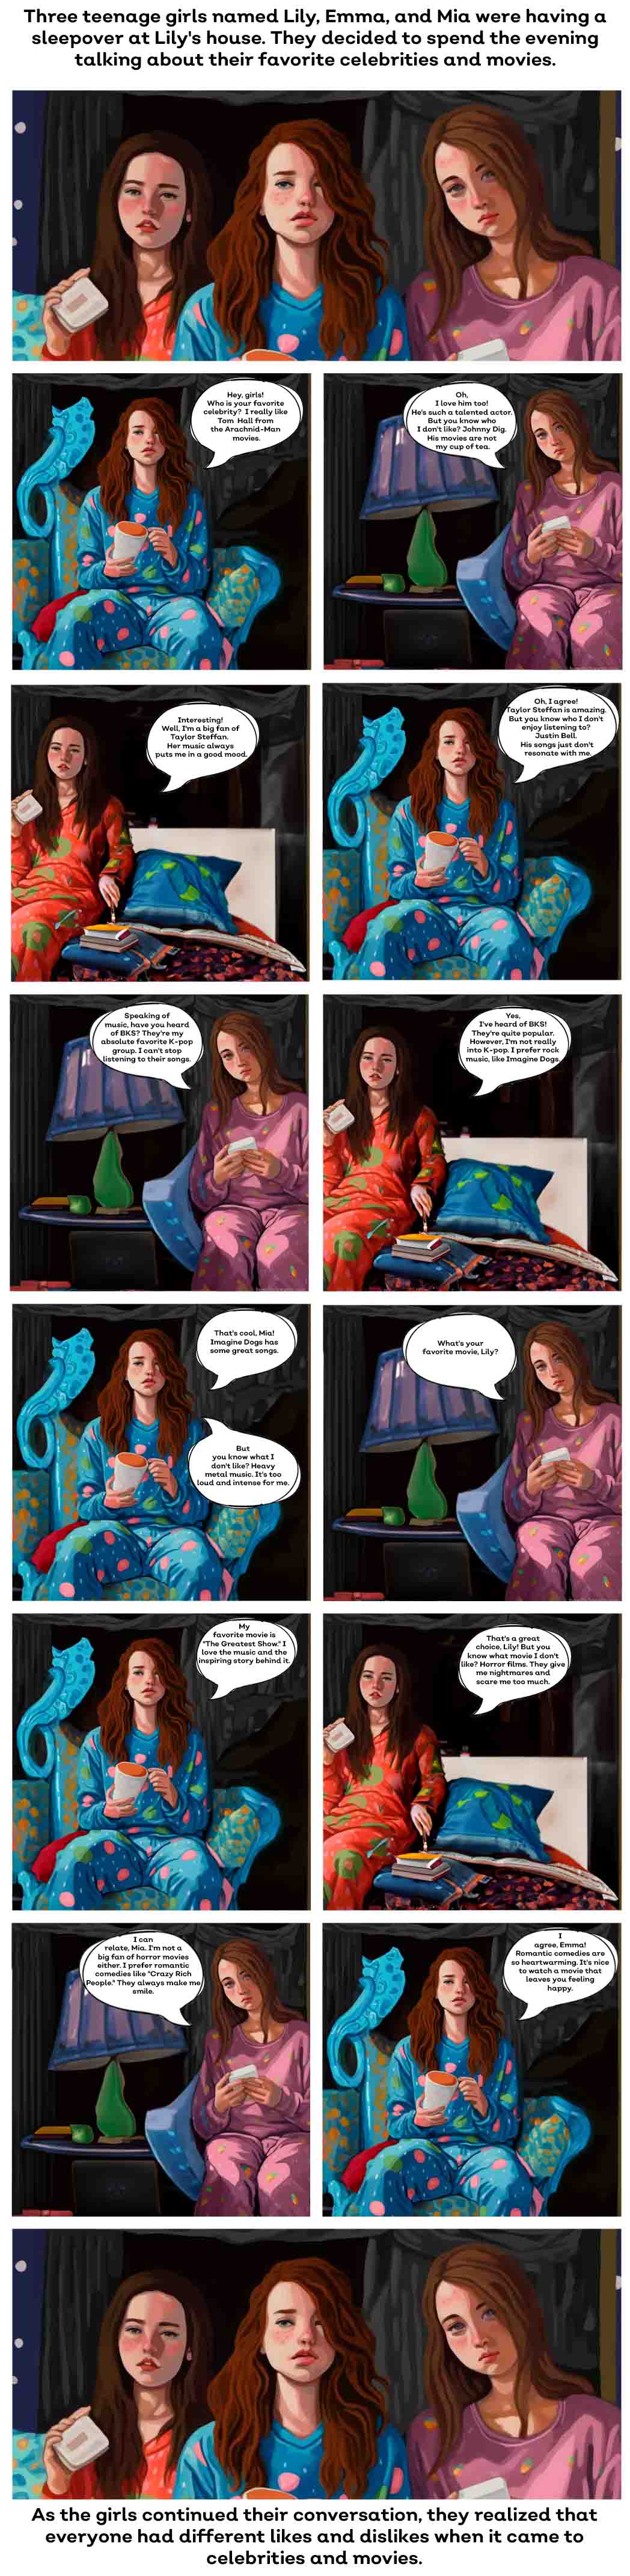 Three teenage girls named Lily, Emma, and Mia were having a
sleepover at Lily's house. They decided to spend the evening
talking about their favorite celebrities and movies.
Hey, girls!
Who is your favorite
celebrity? I really like
Tom Hall from
the Arachnid-Man
movies.
Oh,
I love him too!
He's such a talented actor.
But you know who
I don't like? Johnny Dig.
His movies are not
my cup of tea.
Interesting!
Well, I'm a big fan of
Taylor Steffan.
Her music always
puts me in a good mood.
Oh, I agree!
Taylor Steffan is amazing.
But you know who I don't
enjoy listening to?
Justin Bell.
His songs just don't
resonate with me.
Speaking of
music, have you heard
of BKS? They're my
absolute favorite K-pop
group. I can't stop
listening to their songs.
Yes,
I've heard of BKS!
They're quite popular.
However, I'm not really
into K-pop. I prefer rock
music, like Imagine Dogs.
That's cool, Mia!
Imagine Dogs has
some great songs.
But
you know what I
don't like? Heavy
metal music. It's too
loud and intense for me.
What's your
favorite movie, Lily?
My
favorite movie is
"The Greatest Show." I
love the music and the
inspiring story behind it.
That's a great
choice, Lily! But you
know what movie I don't
like? Horror films. They give
me nightmares and
scare me too much.
I can
relate, Mia. I'm not a
big fan of horror movies
either. I prefer romantic
comedies like "Crazy Rich
People." They always make me
smile.
I
agree, Emma!
Romantic comedies are
so heartwarming. It's nice
to watch a movie that
leaves you feeling
happy.
As the girls continued their conversation, they realized that
everyone had different likes and dislikes when it came to
celebrities and movies.